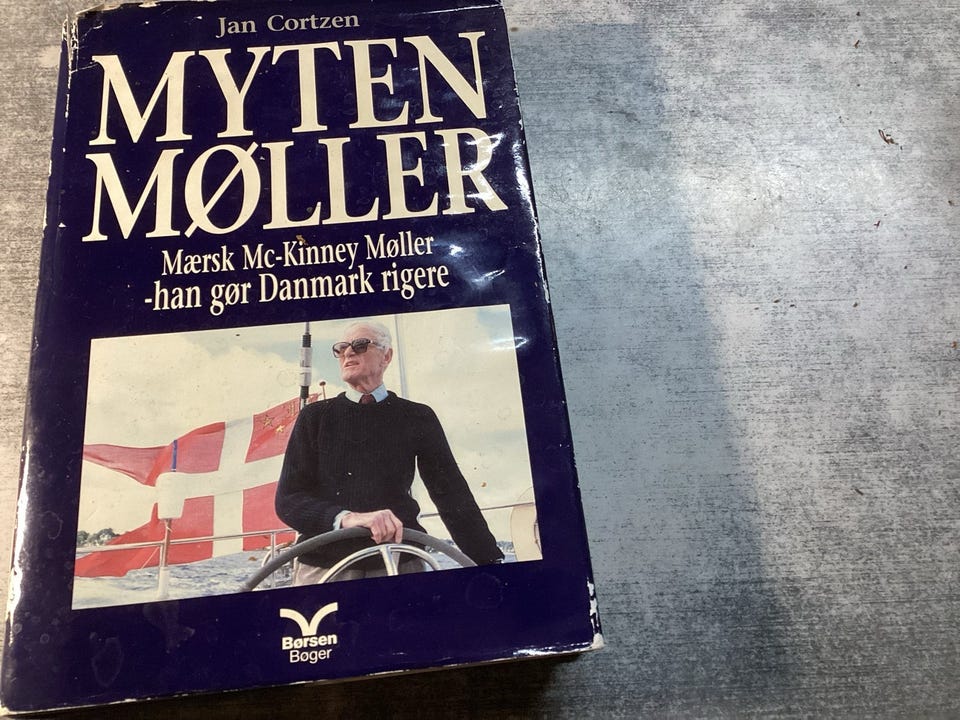 Jan Cortzen
MYTEN
MØLLER
Mærsk Mc-Kinney Møller
-han gør Danmark rigere
Børsen
Bøger